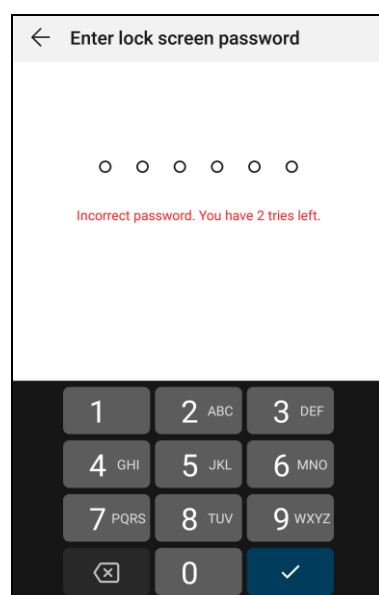 Enter lock screen password
Incorrect password. You have 2 tries left.
1 2 ABC 3 DEF
4 GHI 5 JKL 6 MNO
7 PQRS 8 TUV 9 WXYZ
0